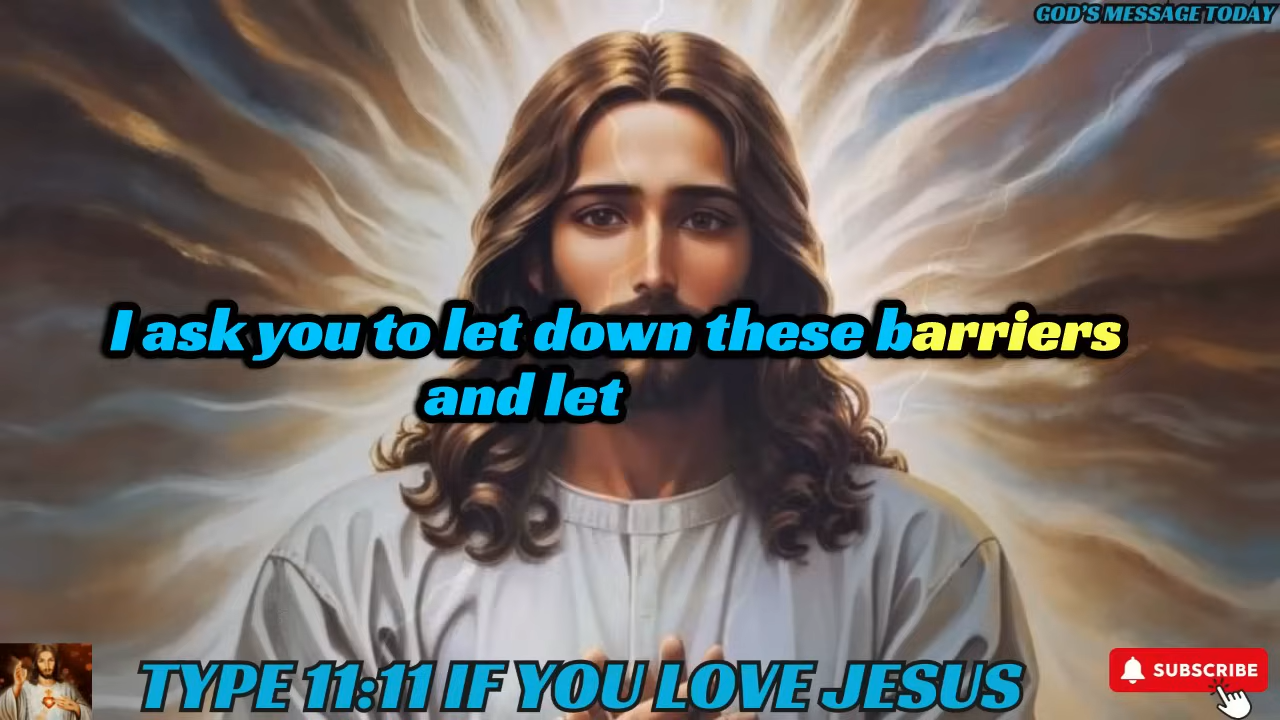 GOD'S MESSAGE TODAY
I ask you to let down these barriers
and let
TYPE 11:11 IF YOU LOVE JESUS
SUBSCRIBE